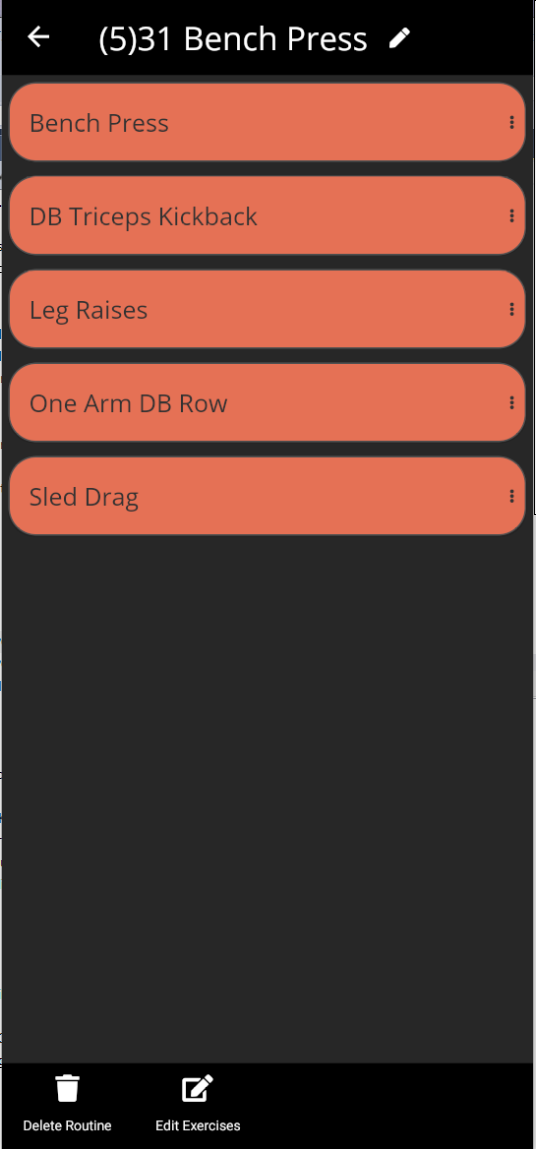 (5)31 Bench Press
Bench Press
DB Triceps Kickback
Leg Raises
One Arm DB Row
Sled Drag
Delete Routine
Edit Exercises